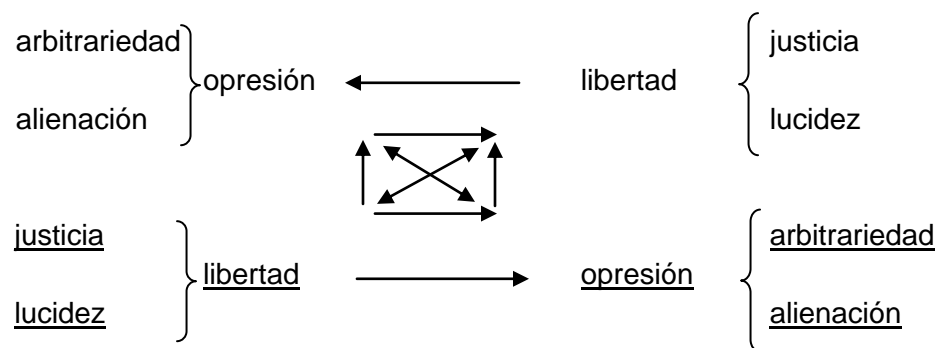 arbitrariedad
justicia
opresión
libertad
alienación
lucidez
justicia
arbitrariedad
libertad
opresión
lucidez
alienación